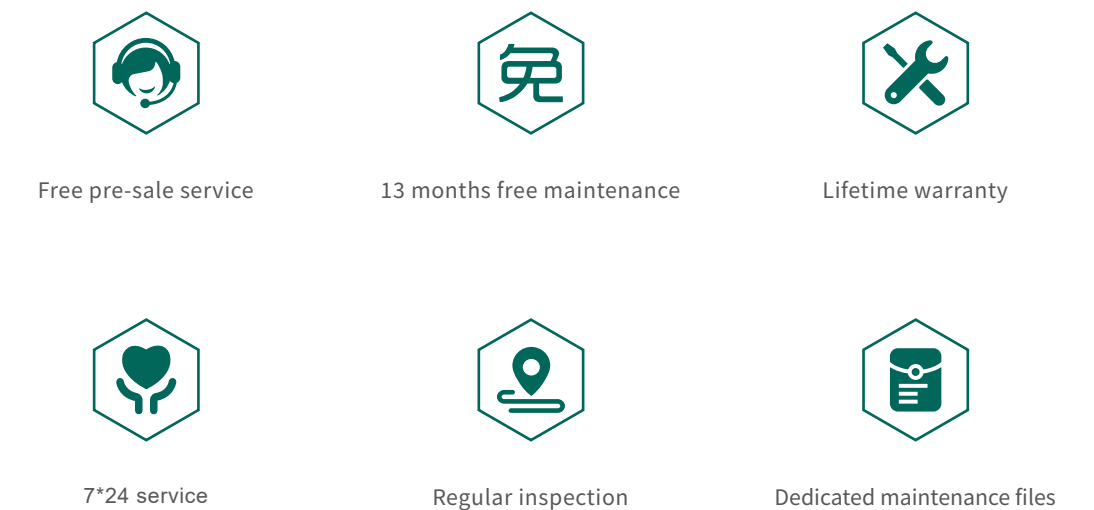 免
Free pre-sale service
13 months free maintenance
Lifetime warranty
7*24 service
Regular inspection
Dedicated maintenance files